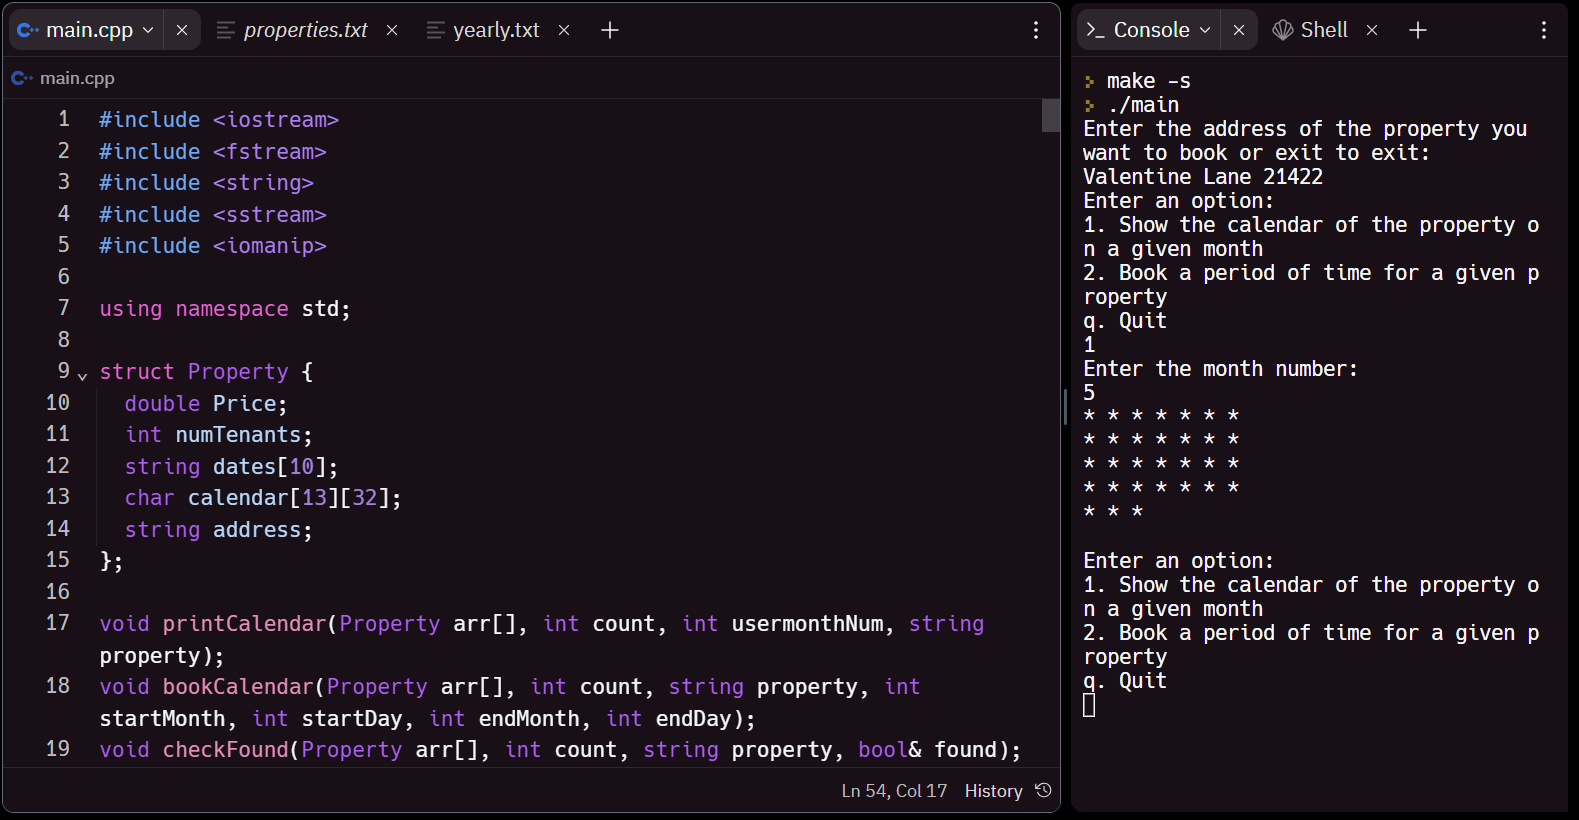 main.cpp
properties.txt
yearly.txt
main.cpp
1 #include <iostream>
2 #include <fstream>
3 #include <string>
4 #include <sstream>
5 #include <iomanip>
6
7 using namespace std;
8
9 struct Property {
10 double Price;
11 int numTenants;
12 string dates[10];
13 char calendar[13][32];
14 string address;
15 };
16
17 void printCalendar(Property arr[], int count, int usermonthNum, string
property);
18 void bookCalendar(Property arr[], int count, string property, int
startMonth, int startDay, int endMonth, int endDay);
19 void checkFound(Property arr[], int count, string property, bool& found);
Ln 54, Col 17 History
>_ Console
Shell
make -s
./main
Enter the address of the property you
want to book or exit to exit:
Valentine Lane 21422
Enter an option:
1. Show the calendar of the property o
n a given month
2. Book a period of time for a given p
roperty
q. Quit
1
Enter the month number:
5
* * * * * * *
* * * * * * *
* * * * * * *
* * * * * * *
* * *
Enter an option:
1. Show the calendar of the property o
n a given month
2. Book a period of time for a given p
roperty
q. Quit